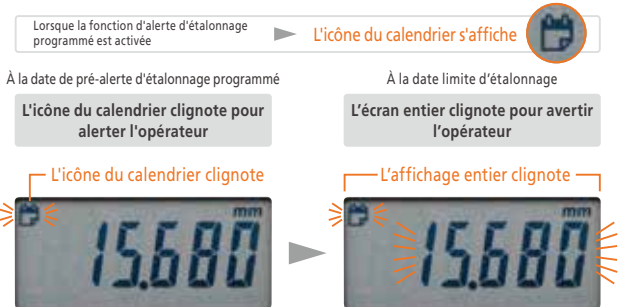 Lorsque la fonction d'alerte d'étalonnage
programmé est activée
L'icône du calendrier s'affiche
À la date de pré-alerte d'étalonnage programmé
À la date limite d'étalonnage
L'icône du calendrier clignote pour
alerter l'opérateur
L'écran entier clignote pour avertir
l'opérateur
L'icône du calendrier clignote
L'affichage entier clignote
mm
15.680
mm
15.680